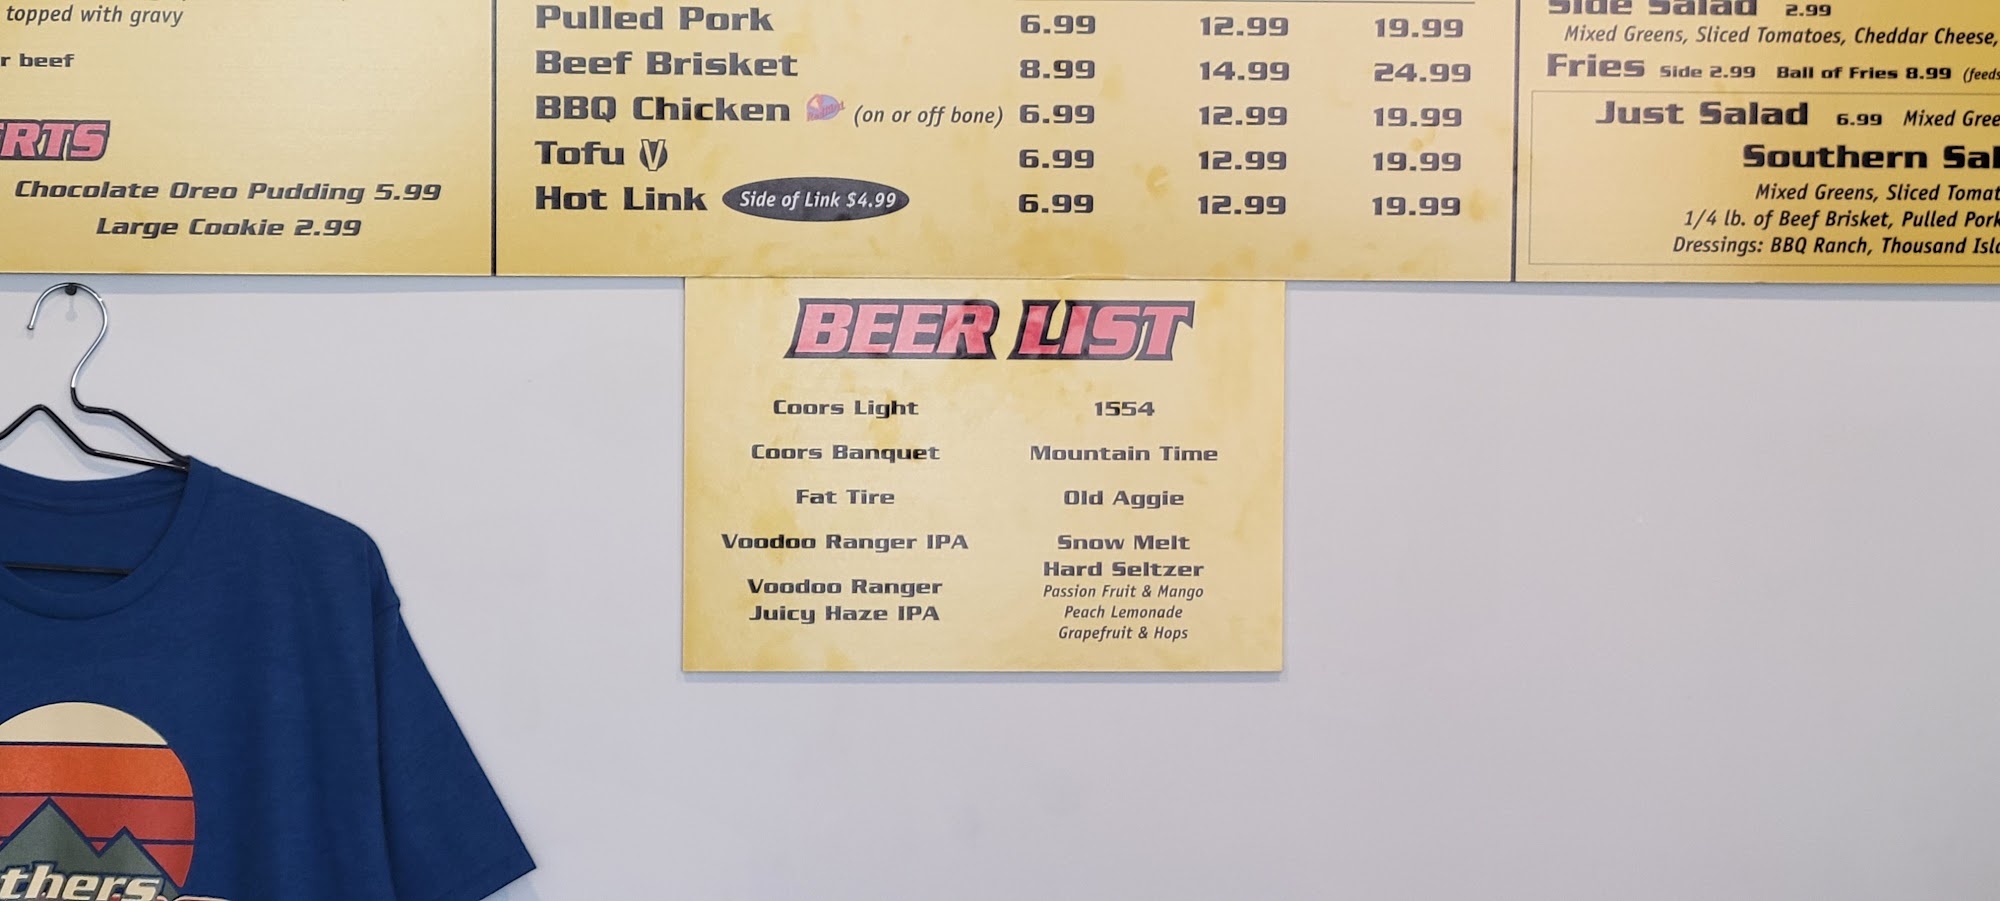 topped with gravy
beef
Chocolate Oreo Pudding 5.99
Large Cookie 2.99
Pulled Pork 6.99 12.99 19.99
Beef Brisket 8.99 14.99 24.99
BBQ Chicken (on or off bone) 6.99 12.99 19.99
Tofu V 6.99 12.99 19.99
Hot Link Side of Link $4.99 6.99 12.99 19.99
Side Salad 2.99
Mixed Greens, Sliced Tomatoes, Cheddar Cheese,
Fries Side 2.99 Ball of Fries 8.99 (feeds
Just Salad 6.99 Mixed
Southern
Mixed Greens, Sliced
1/4 lb. of Beef Brisket, Pulled Pork
Dressings: BBQ Ranch, Thousand
BEER LIST
Coors Light
Coors Banquet
Fat Tire
Voodoo Ranger IPA
Voodoo Ranger
Juicy Haze IPA
1554
Mountain Time
Old Aggie
Snow Melt
Hard Seltzer
Passion Fruit & Mango
Peach Lemonade
Grapefruit & Hops